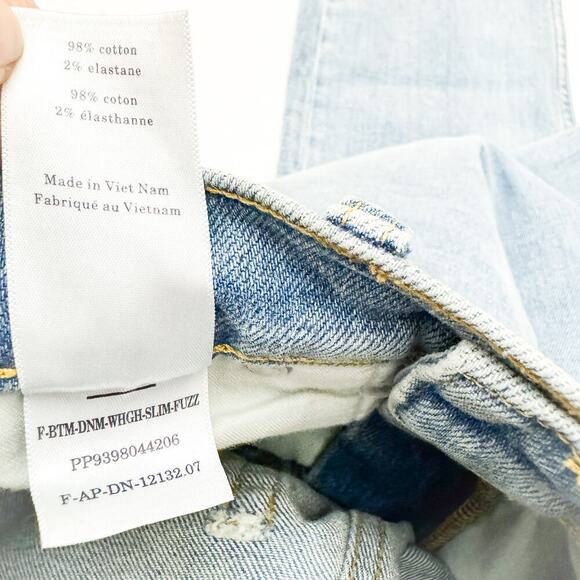 98% cotton
2% elastane
98% coton
2% élasthanne
Made in Viet Nam
Fabriqué au Vietnam
F-BTM-DNM-WHGH-SLIM-FUZZ
PP9398044206
F-AP-DN-12132.07